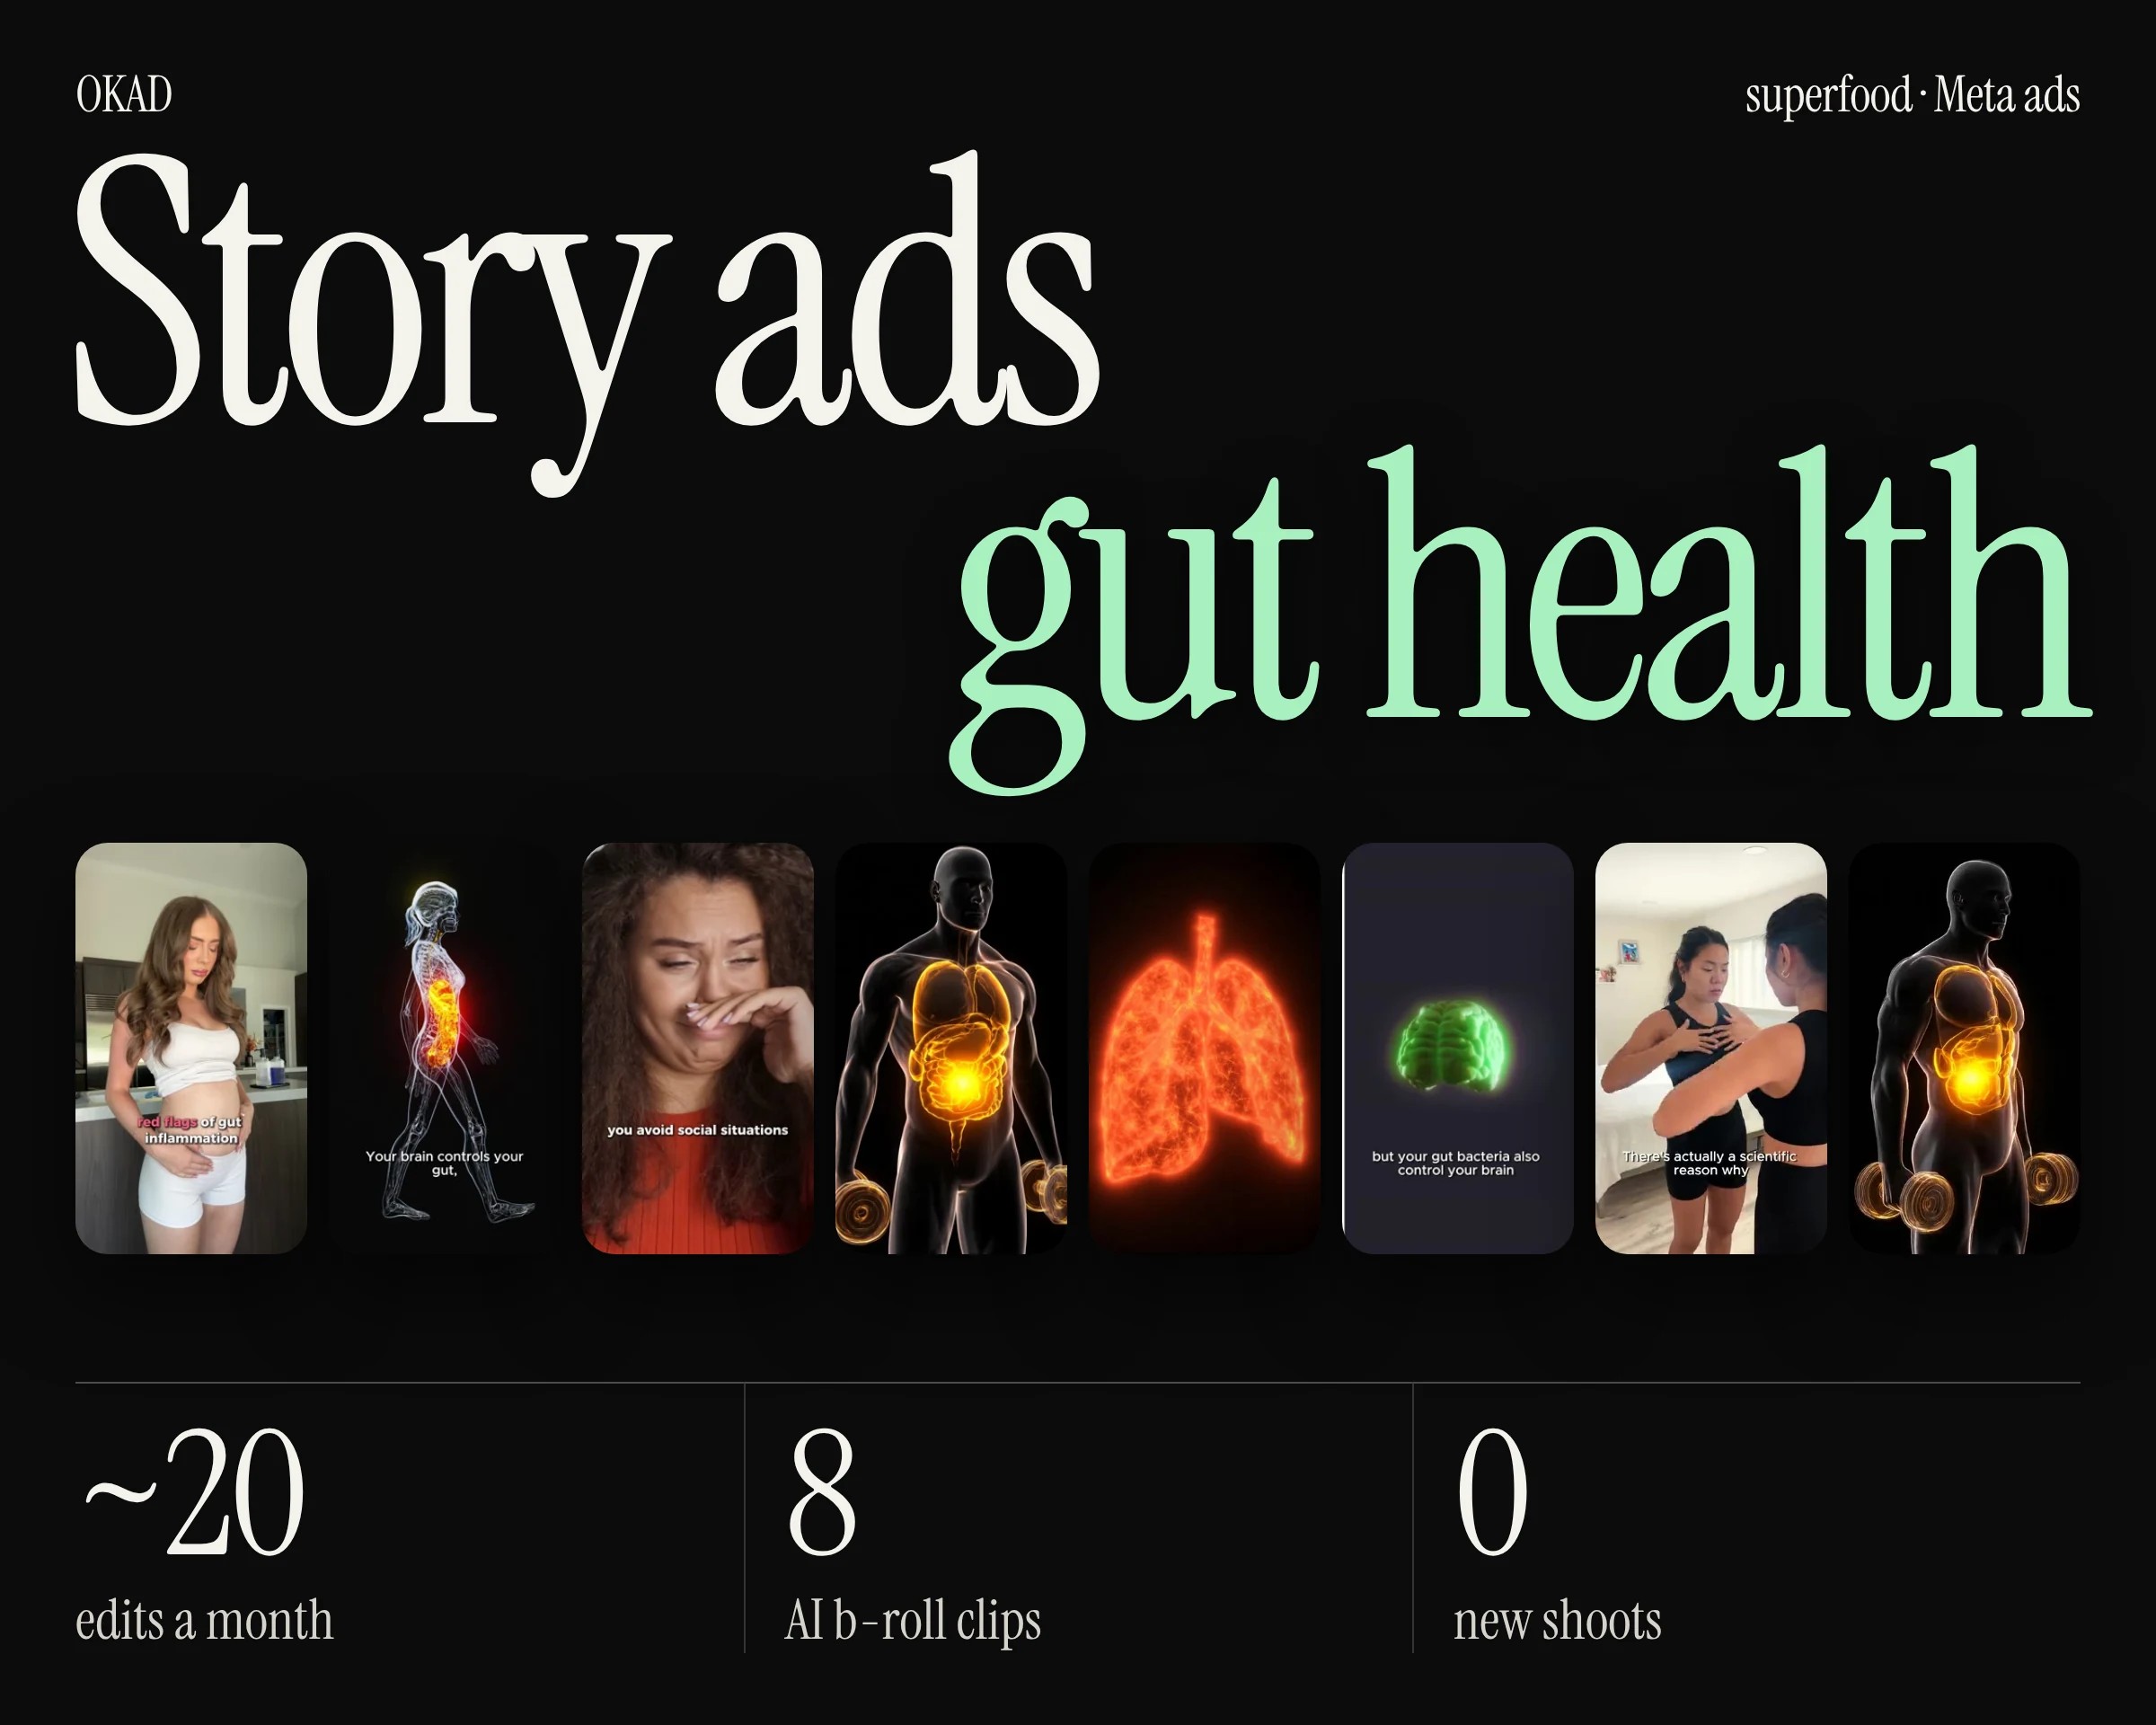 OKAD
superfood · Meta ads
Story ads
gut health
red flags of gut
inflammation
Your brain controls your
gut,
you avoid social situations
but your gut bacteria also
control your brain
There's actually a scientific
reason why
~20
edits a month
8
AI b-roll clips
0
new shoots